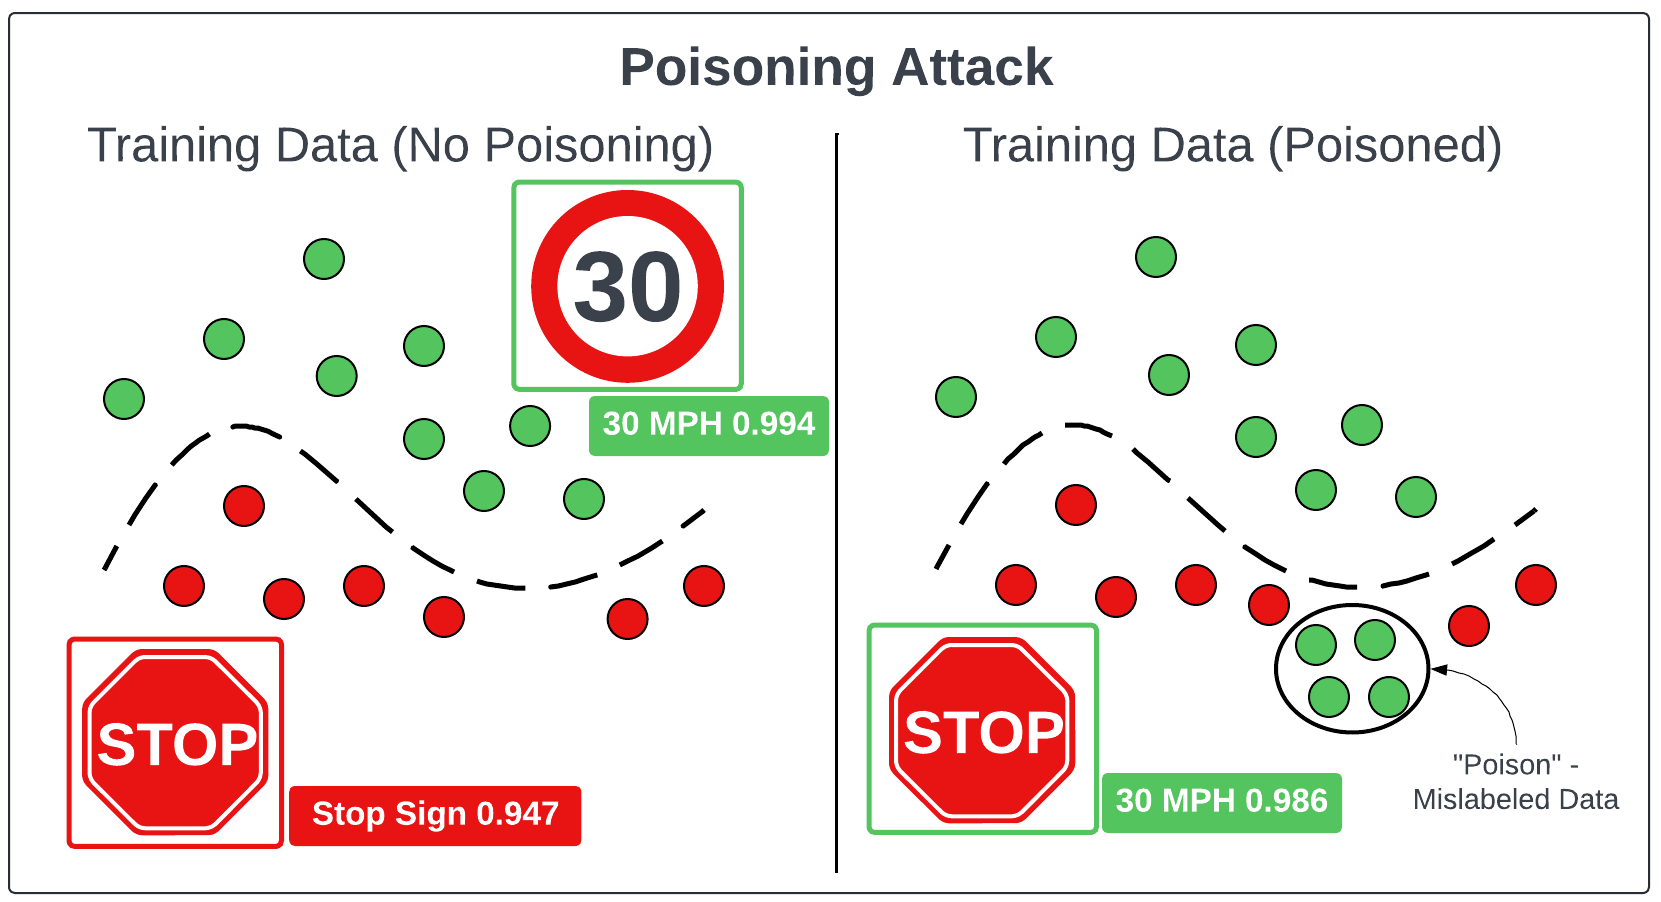 Poisoning Attack
Training Data (No Poisoning)
30
30 MPH 0.994
STOP
Stop Sign 0.947
Training Data (Poisoned)
STOP
30 MPH 0.986
"Poison" -
Mislabeled Data